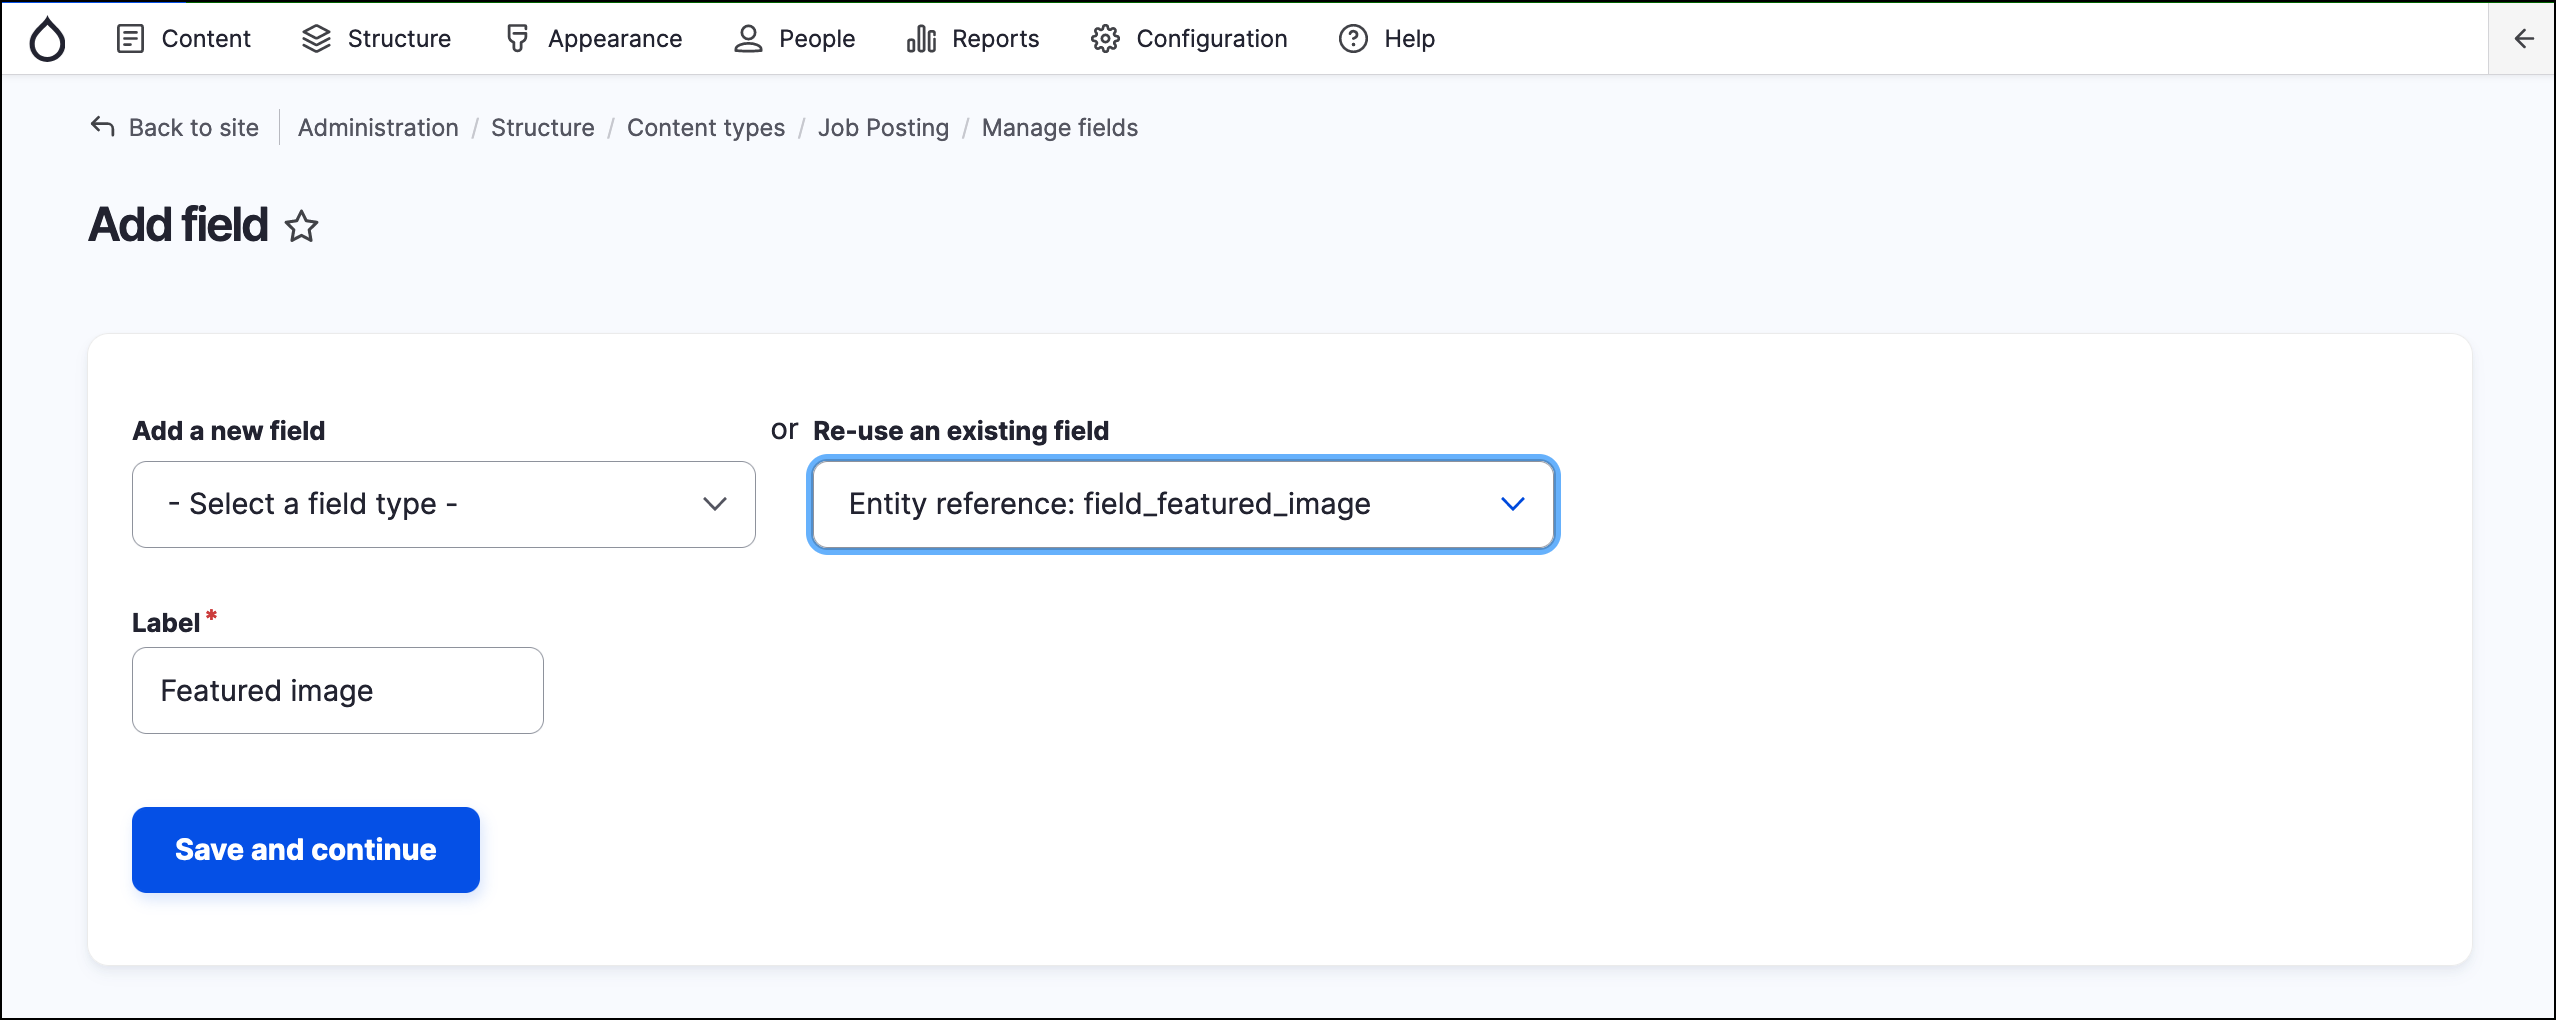 Content Structure Appearance People Reports Configuration Help
Back to site Administration / Structure / Content types / Job Posting / Manage fields
Add field
Add a new field or Re-use an existing field
- Select a field type - Entity reference: field_featured_image
Label *
Featured image
Save and continue